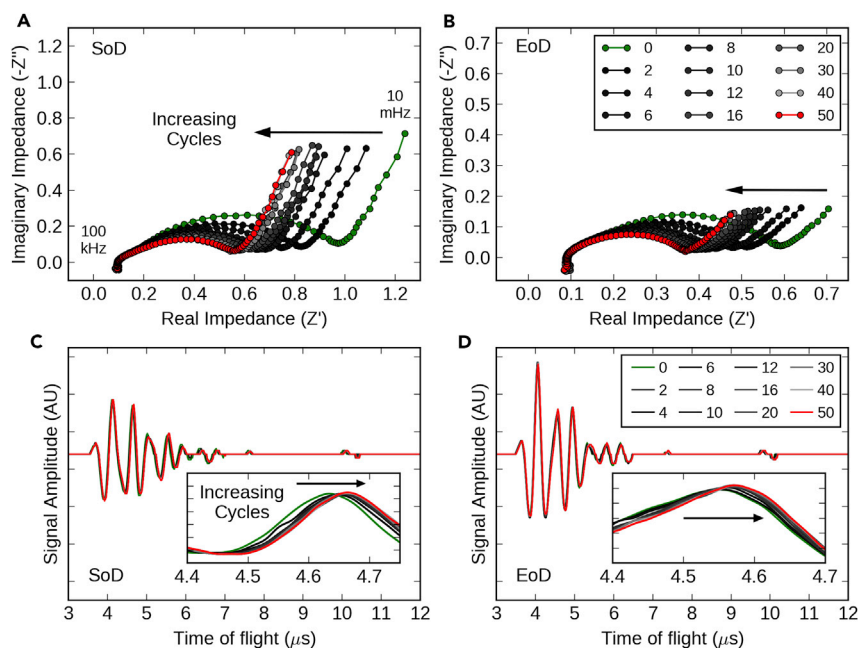 A
SoD
10
mHz
Increasing
Cycles
100
kHz
1.2
1.0
0.8
0.6
0.4
0.2
0.0
0.0 0.2 0.4 0.6 0.8 1.0 1.2
Imaginary Impedance (-Z")
Real Impedance (Z')
B
EoD
0 8 20
2 10 30
4 12 40
6 16 50
0.7
0.6
0.5
0.4
0.3
0.2
0.1
0.0
0.0 0.1 0.2 0.3 0.4 0.5 0.6 0.7
Imaginary Impedance (-Z")
Real Impedance (Z')
C
Signal Amplitude (AU)
Increasing
Cycles
4.4 4.5 4.6 4.7
SoD
3 4 5 6 7 8 9 10 11 12
Time of flight (μs)
D
0 6 12 30
2 8 16 40
4 10 20 50
Signal Amplitude (AU)
4.4 4.5 4.6 4.7
EoD
3 4 5 6 7 8 9 10 11 12
Time of flight (μs)